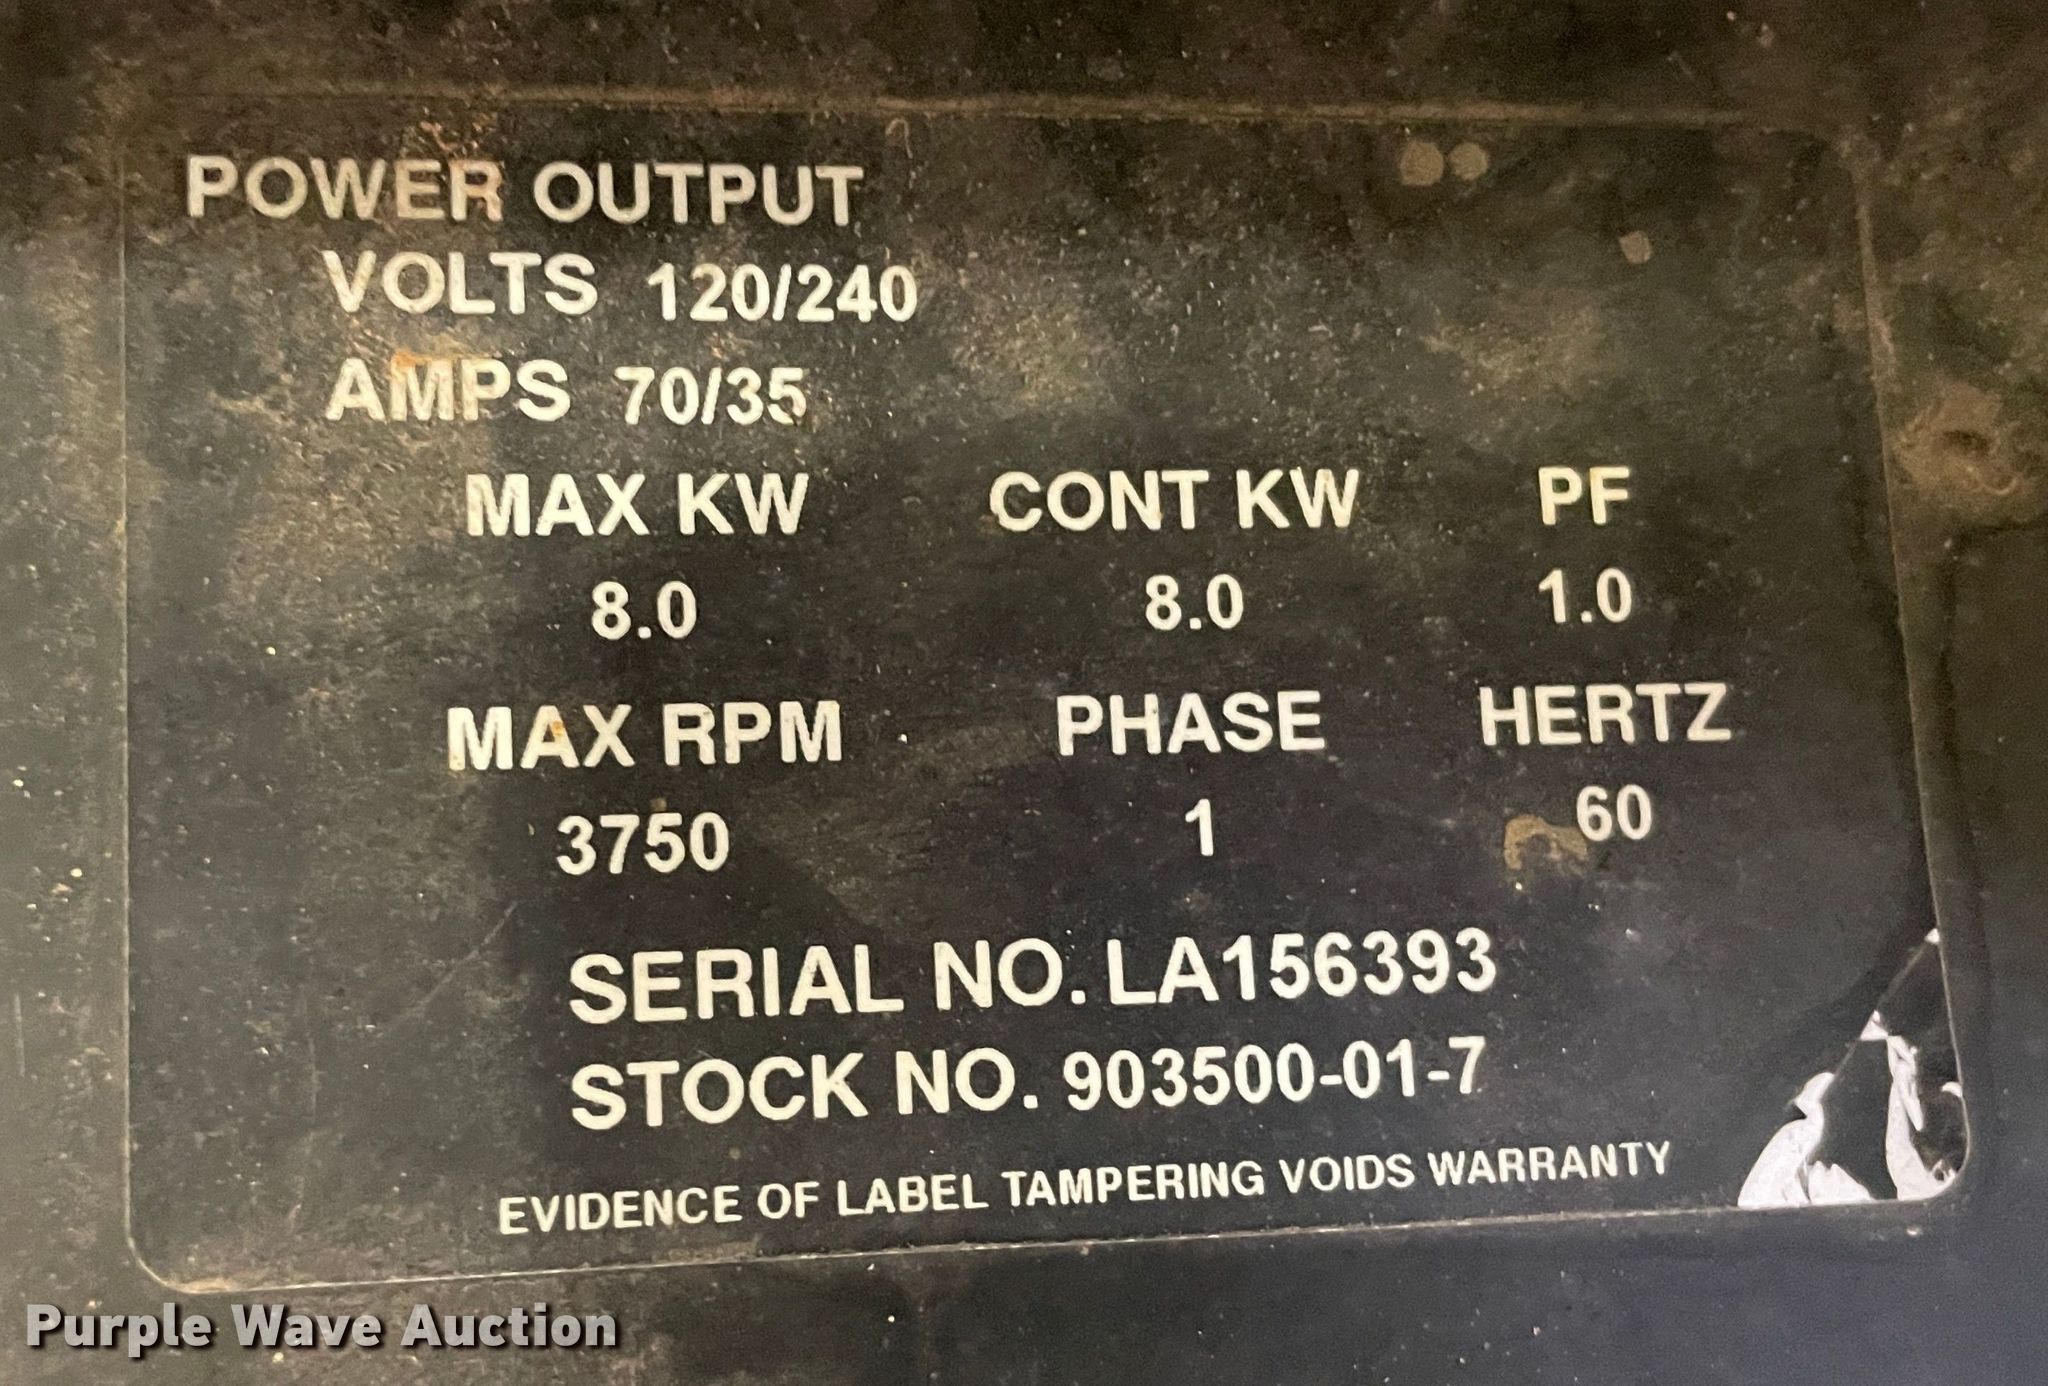 POWER OUTPUT
VOLTS 120/240
AMPS 70/35
MAX KW CONT KW PF
8.0 8.0 1.0
MAX RPM PHASE HERTZ
3750 1 60
SERIAL NO. LA156393
STOCK NO. 903500-01-7
EVIDENCE OF LABEL TAMPERING VOIDS WARRANTY
Purple Wave Auction